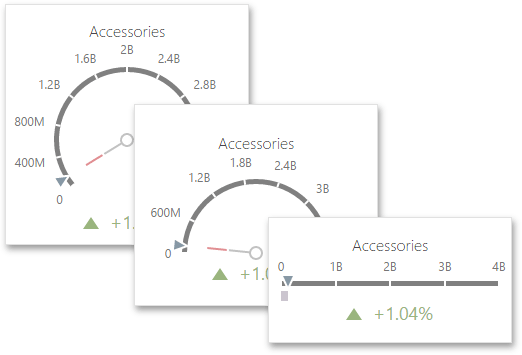 Accessories
2B
1.6B 2.4B
1.2B 2.8B
800M
400M
0
+1.
Accessories
1.8B
1.2B 2.4B
3B
600M
0
+1.0
Accessories
0 1B 2B 3B 4B
+1.04%